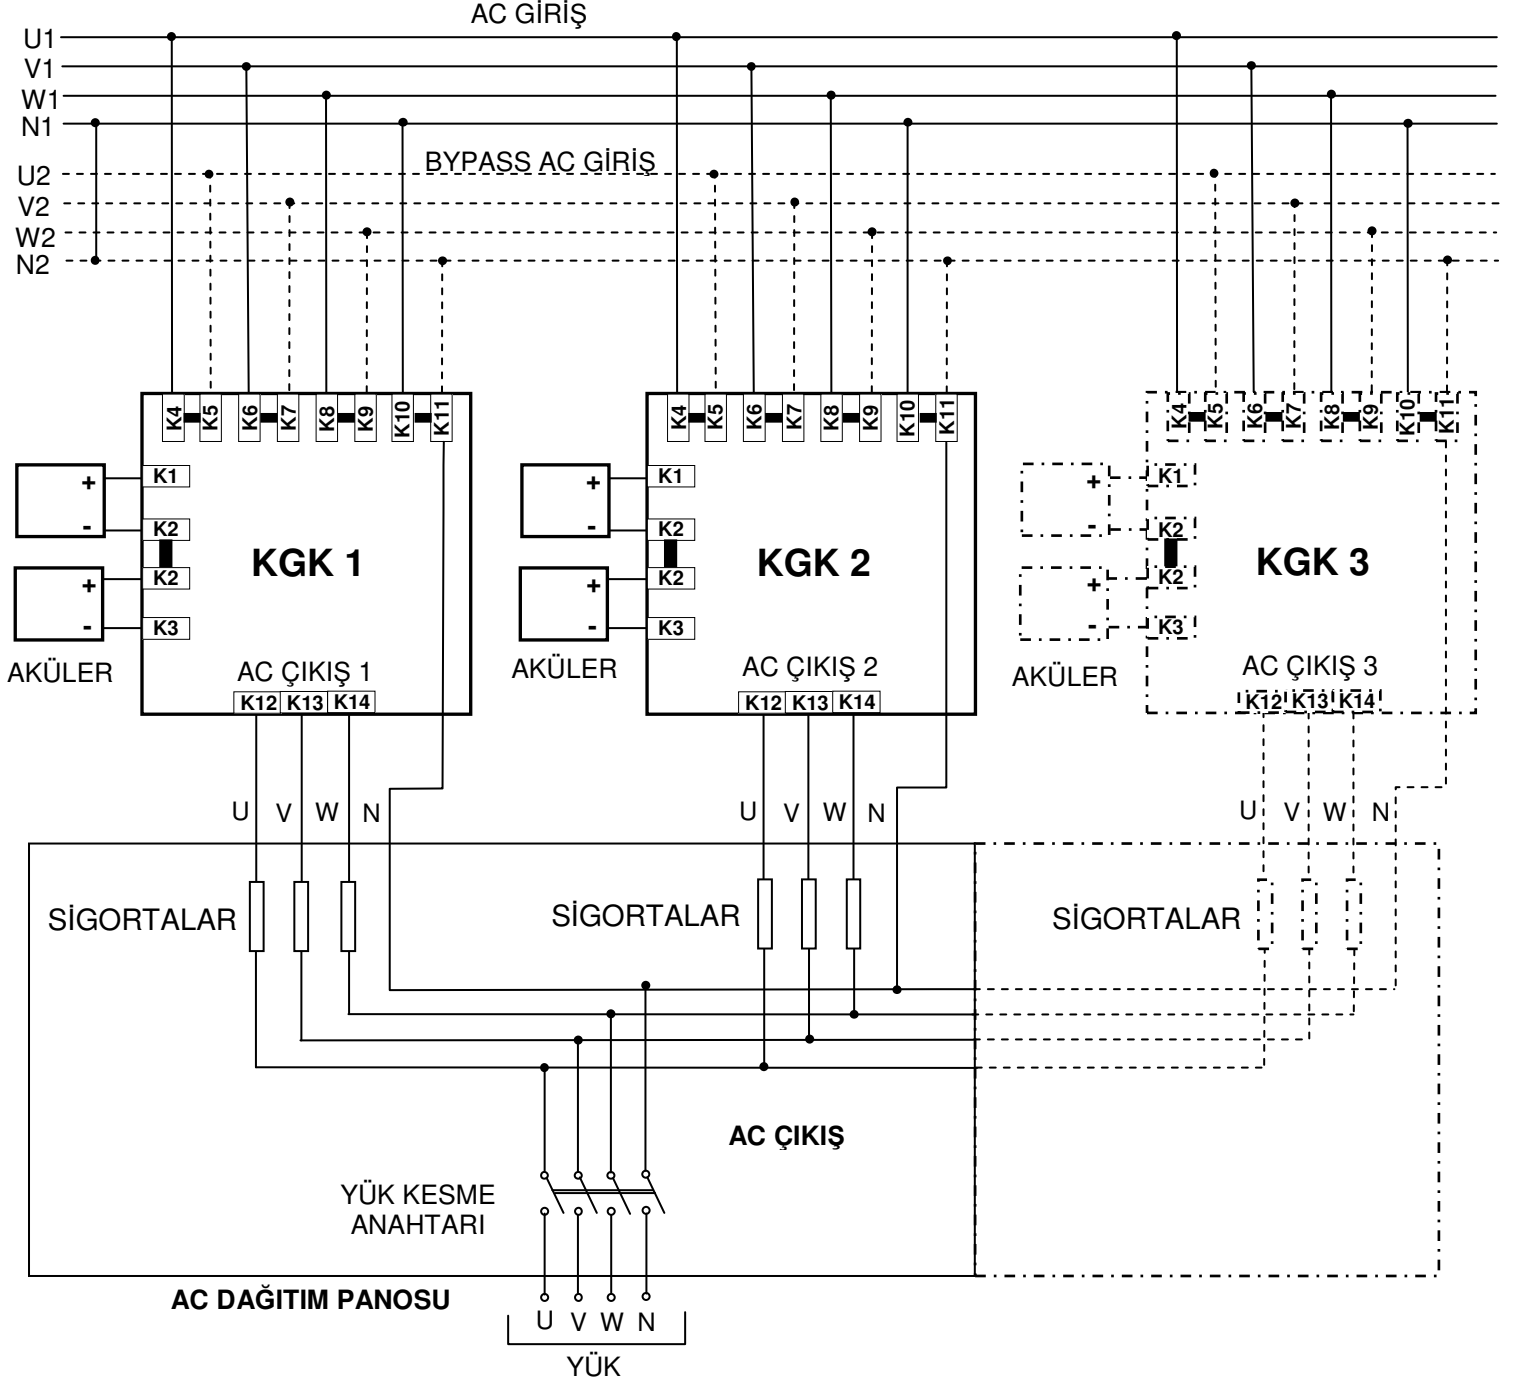 AC GİRİŞ
U1
V1
W1
N1
BYPASS AC GİRİŞ
U2
V2
W2
N2
K4 K5 K6 K7 K8 K9 K10 K11
K4 K5 K6 K7 K8 K9 K10 K11
K4 K5 K6 K7 K8 K9 K10 K11
+ K1
- K2
+ K2
- K3
KGK 1
AKÜLER
AC ÇIKIŞ 1
K12 K13 K14
+ K1
- K2
+ K2
- K3
KGK 2
AKÜLER
AC ÇIKIŞ 2
K12 K13 K14
+ K1
- K2
+ K2
- K3
KGK 3
AKÜLER
AC ÇIKIŞ 3
K12 K13 K14
U V W N
U V W N
U V W N
SİGORTALAR
SİGORTALAR
SİGORTALAR
AC ÇIKIŞ
YÜK KESME
ANAHTARI
AC DAĞITIM PANOSU
U V W N
YÜK